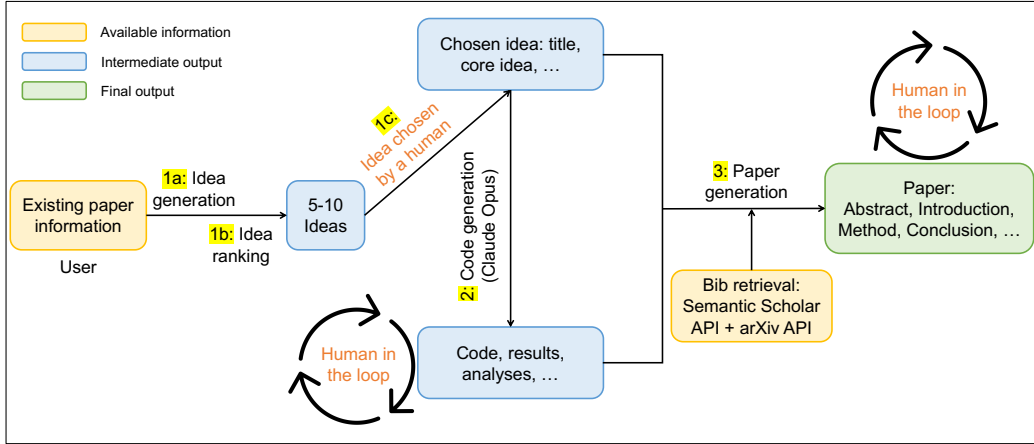 Available information
Intermediate output
Final output
Existing paper
information
User
1a: Idea
generation
1b: Idea
ranking
5-10
Ideas
1c:
Idea chosen
by a human
Chosen idea: title,
core idea, …
2: Code generation
(Claude Opus)
Human in
the loop
Code, results,
analyses, …
3: Paper
generation
Bib retrieval:
Semantic Scholar
API + arXiv API
Human in
the loop
Paper:
Abstract, Introduction,
Method, Conclusion, …